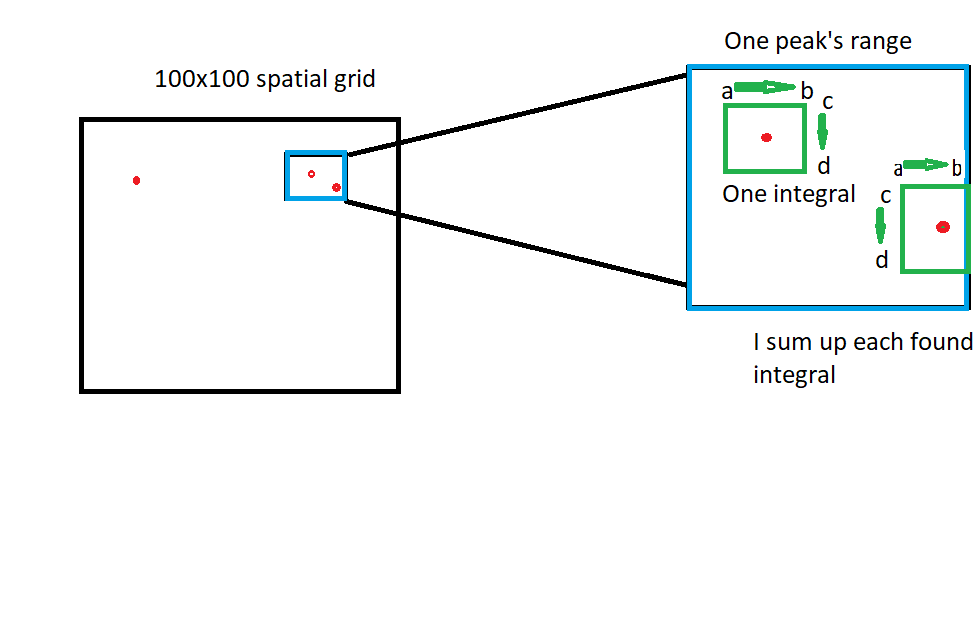 One peak's range
100x100 spatial grid
a b c
d
One integral
a b
c
d
I sum up each found
integral